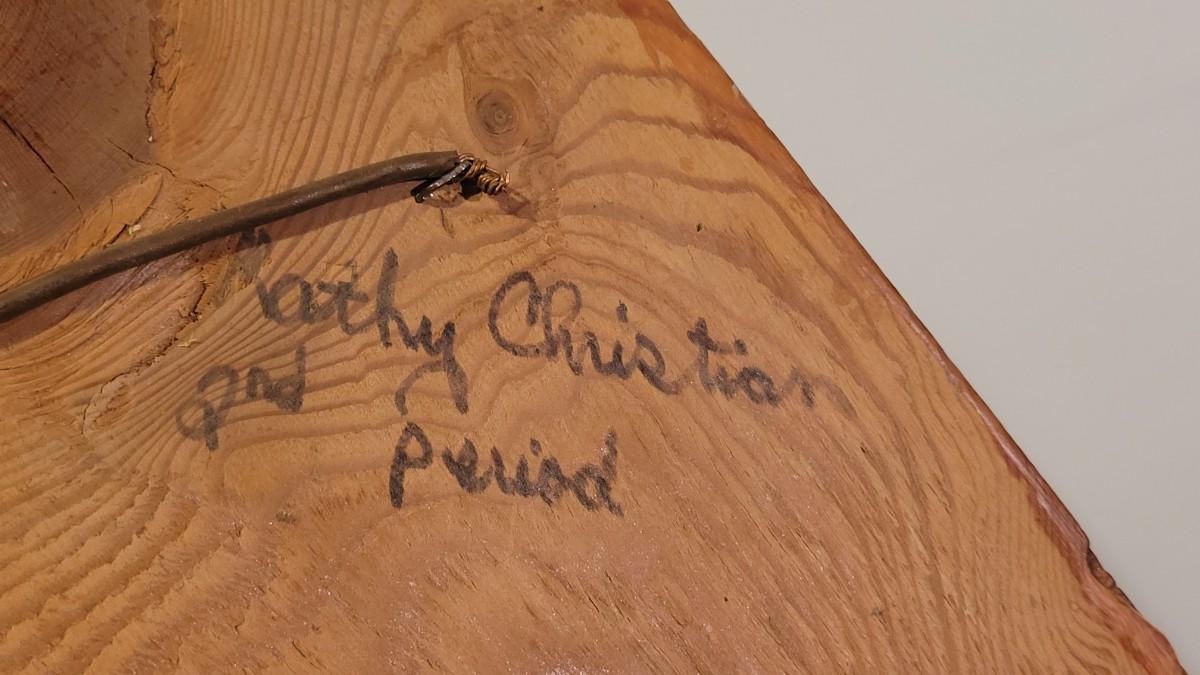 Kathy Christian
2nd
period